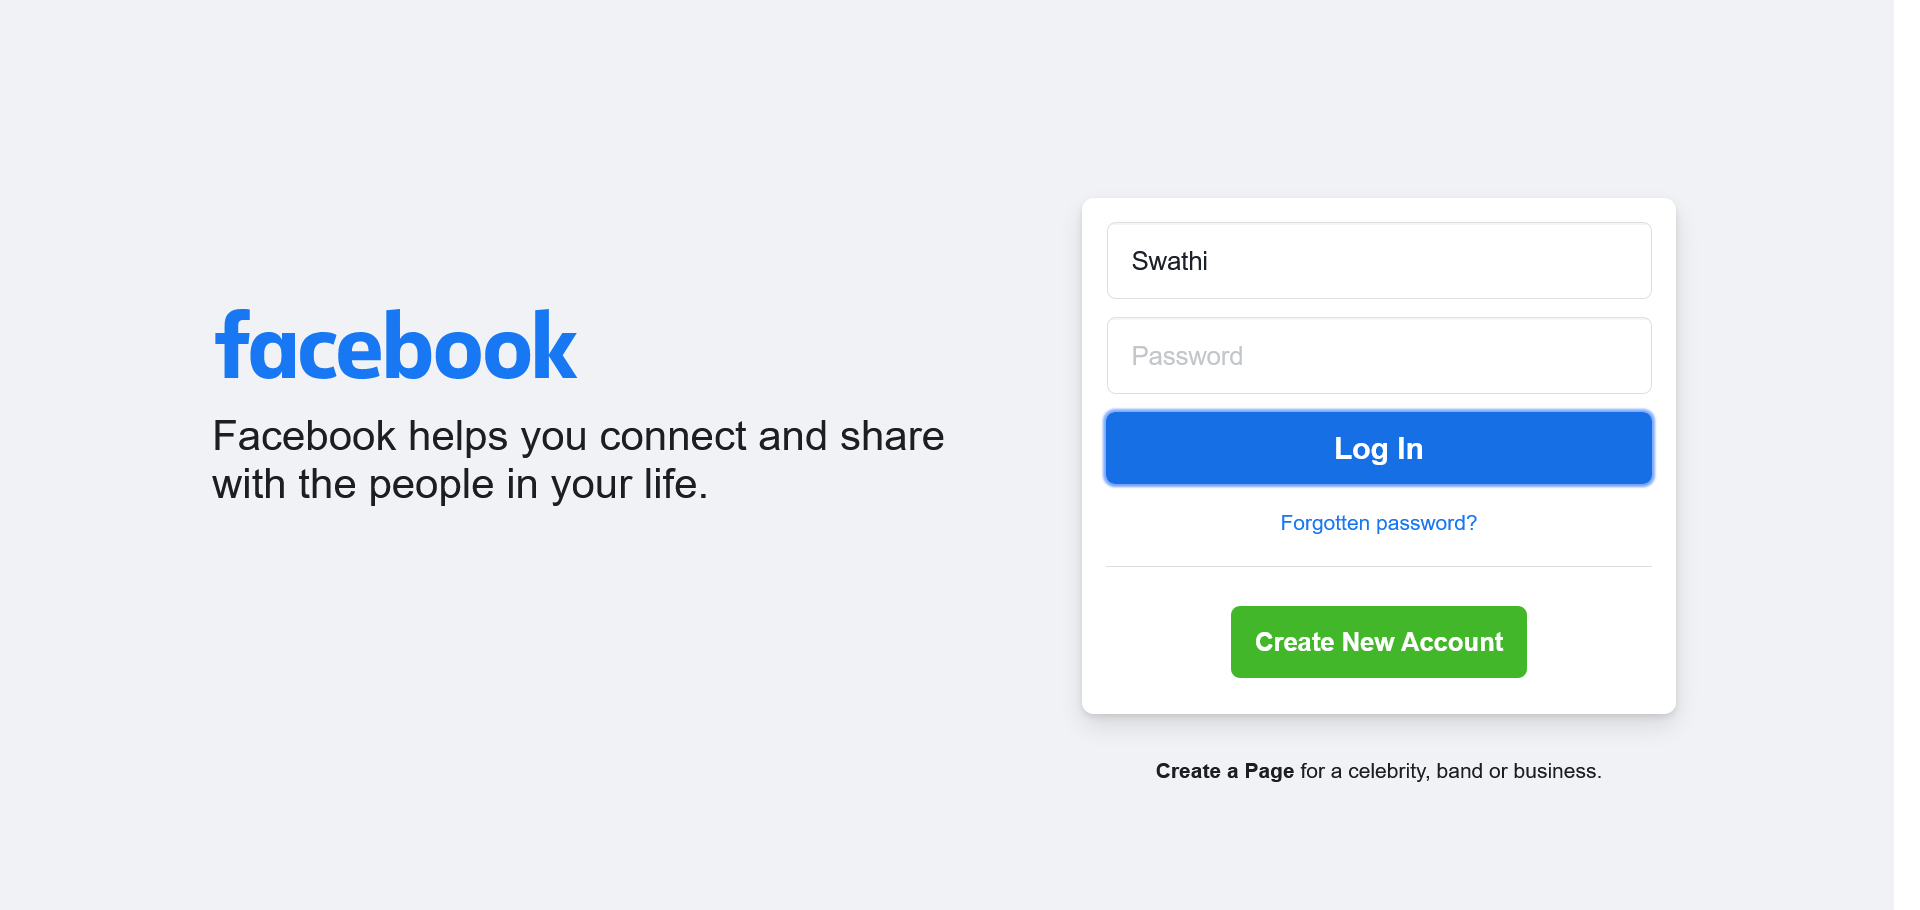 facebook
Facebook helps you connect and share
with the people in your life.
Swathi
Password
Log In
Forgotten password?
Create New Account
Create a Page for a celebrity, band or business.